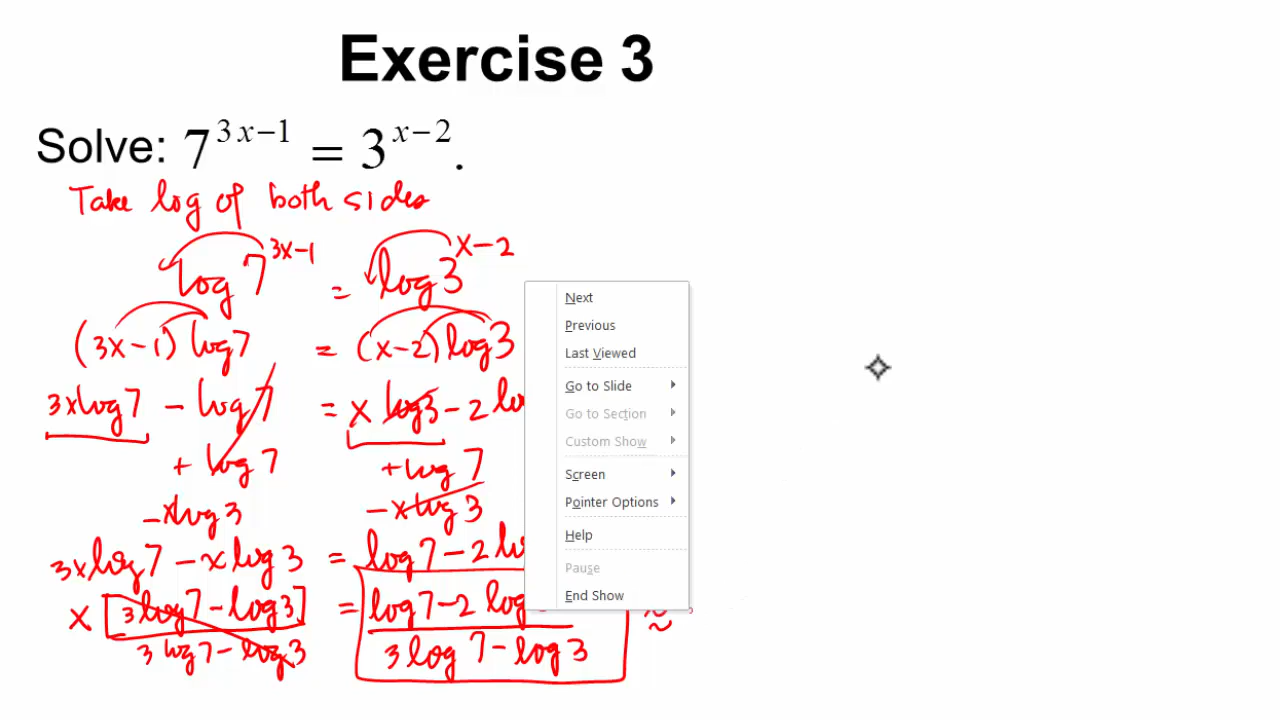 Exercise 3
Solve: 7^{3x-1} = 3^{x-2}.
Take log of both sides
log 7^{3x-1} = log 3^{x-2}
(3x-1) log 7 = (x-2) log 3
3x log 7 - log 7 = x log 3 - 2
+ log 7 + log 7
-x log 3 - x log 3
3x log 7 - x log 3 = log 7 - 2
x [3 log 7 - log 3] = log 7 - 2 log ≈
3 log 7 - log 3 3 log 7 - log 3
Next
Previous
Last Viewed
Go to Slide
Go to Section
Custom Show
Screen
Pointer Options
Help
Pause
End Show